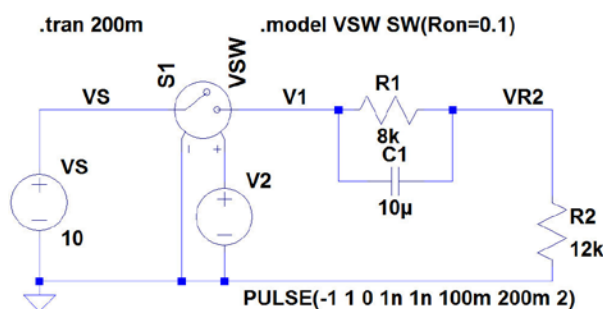 .tran 200m
.model VSW SW(Ron=0.1)
S1
VSW
VS
V1
R1
VR2
8k
C1
10µ
VS
10
V2
R2
12k
PULSE(-1 1 0 1n 1n 100m 200m 2)